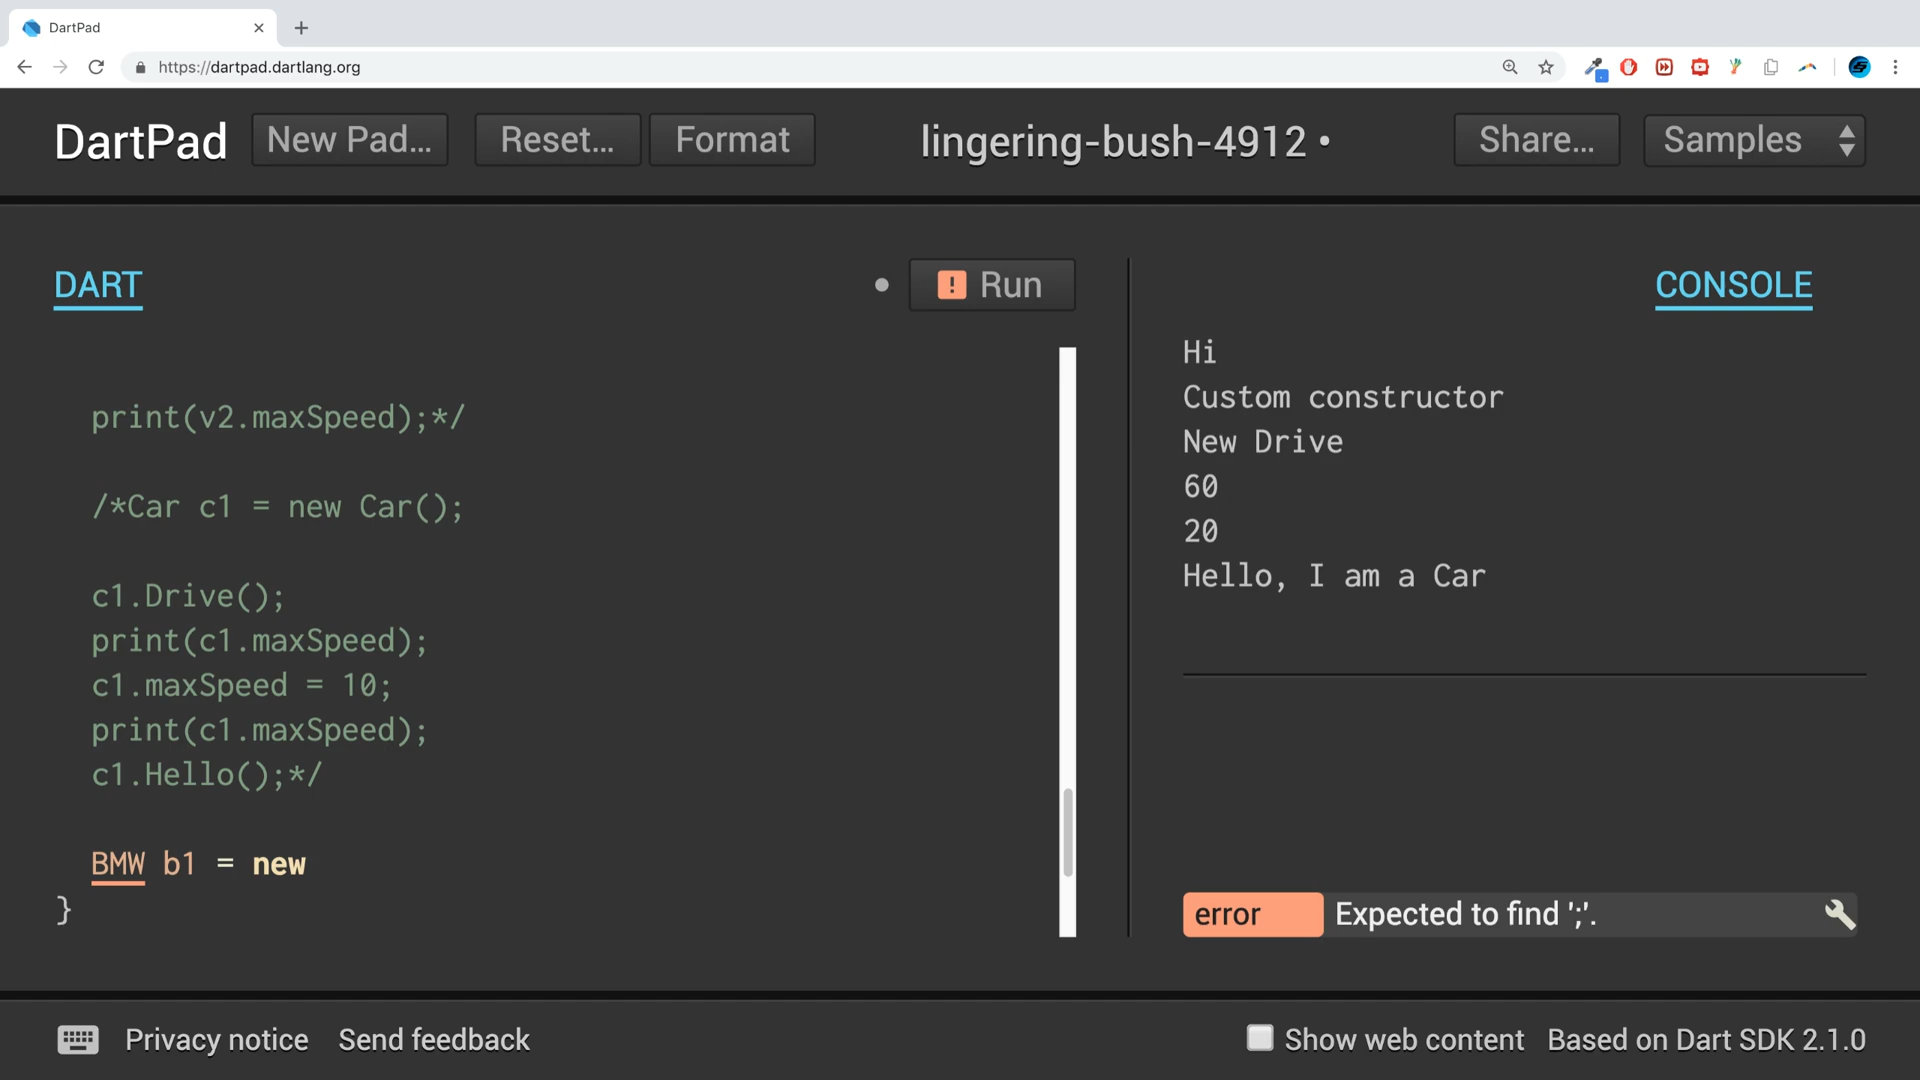 DartPad
https://dartpad.dartlang.org
DartPad New Pad... Reset... Format lingering-bush-4912 • Share... Samples
DART ! Run CONSOLE
print(v2.maxSpeed);*/
/*Car c1 = new Car();
c1.Drive();
print(c1.maxSpeed);
c1.maxSpeed = 10;
print(c1.maxSpeed);
c1.Hello();*/
BMW b1 = new
}
Hi
Custom constructor
New Drive
60
20
Hello, I am a Car
error Expected to find ';'.
Privacy notice Send feedback Show web content Based on Dart SDK 2.1.0